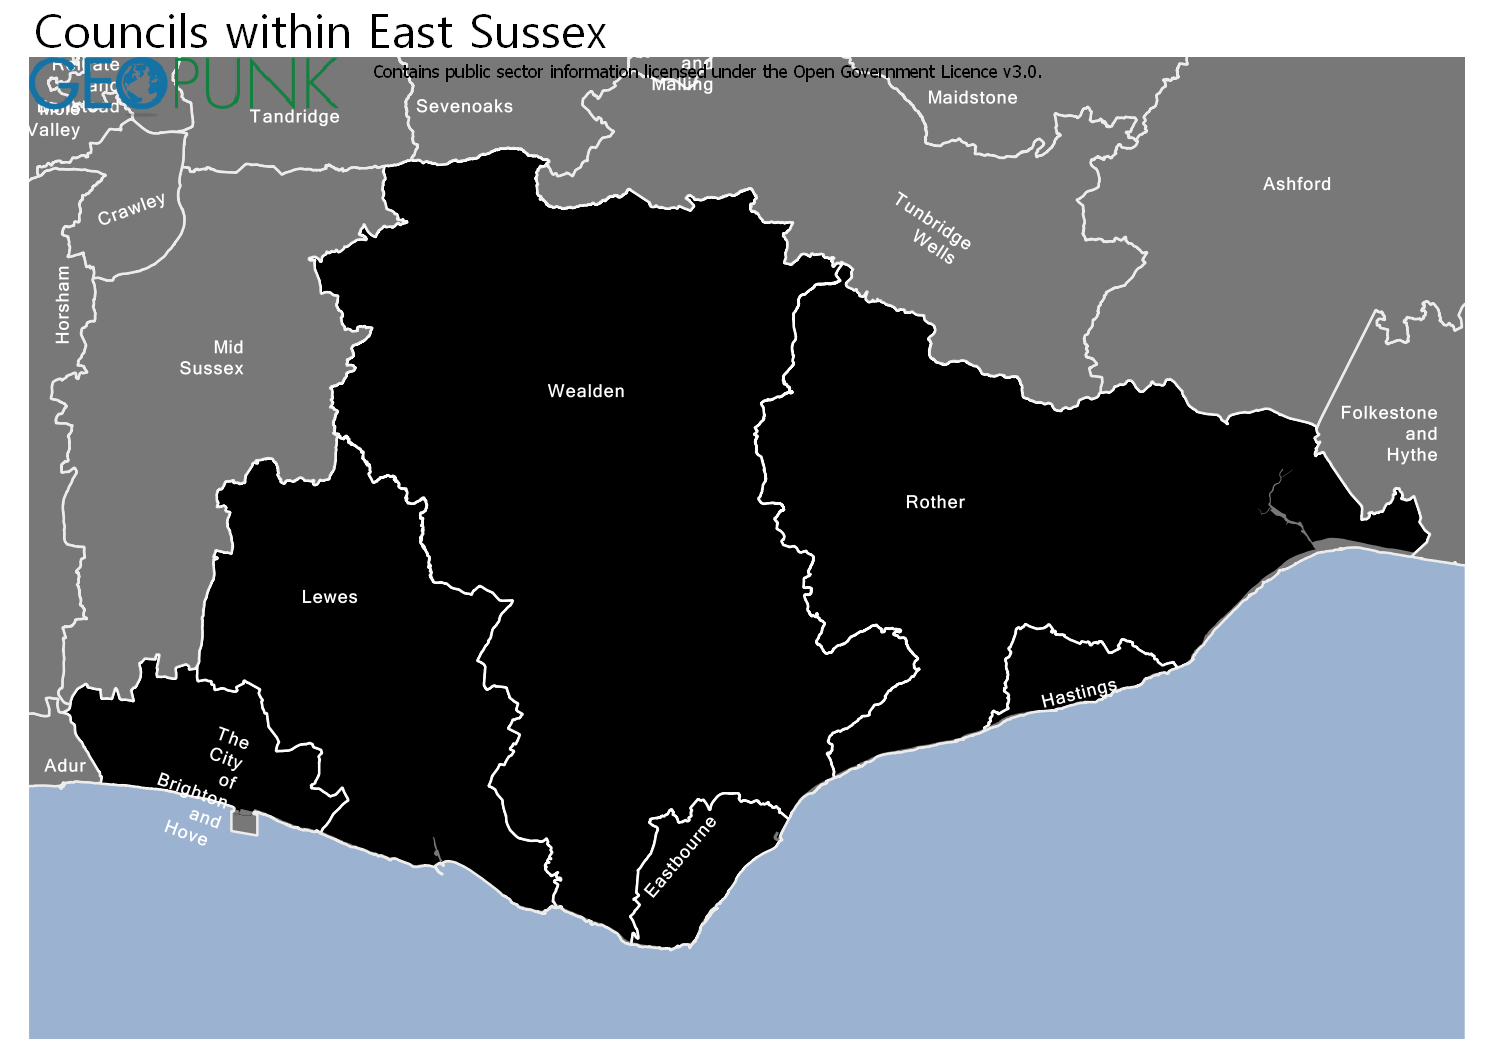 Councils within East Sussex
GEOPUNK
Contains public sector information licensed under the Open Government Licence v3.0.
and
Malling
Valley
Tandridge
Sevenoaks
Maidstone
Ashford
Crawley
Tunbridge
Wells
Horsham
Mid
Sussex
Wealden
Folkestone
and
Hythe
Rother
Lewes
Hastings
The
City
of
Brighton
and
Hove
Adur
Eastbourne